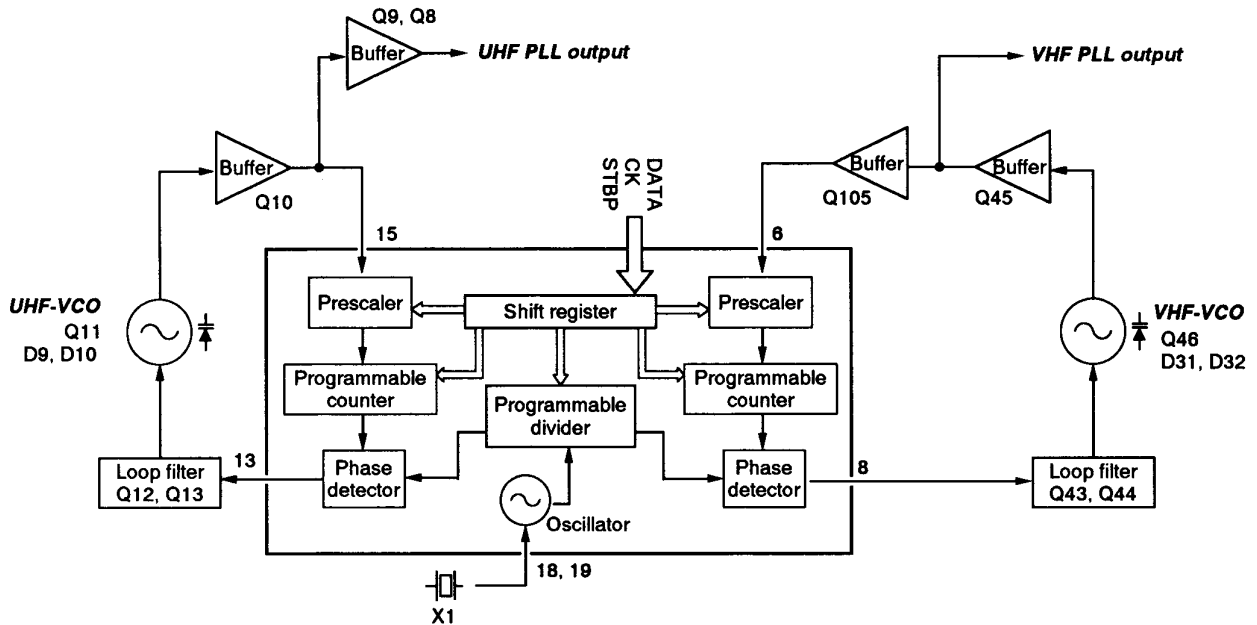 Q9, Q8
Buffer
UHF PLL output
VHF PLL output
Buffer
Q10
DATA
CK
STBP
Buffer
Q105
Buffer
Q45
15
6
Prescaler
Shift register
Prescaler
UHF-VCO
Q11
D9, D10
VHF-VCO
Q46
D31, D32
Programmable
counter
Programmable
divider
Programmable
counter
13
Loop filter
Q12, Q13
Phase
detector
Phase
detector
8
Loop filter
Q43, Q44
Oscillator
18, 19
X1